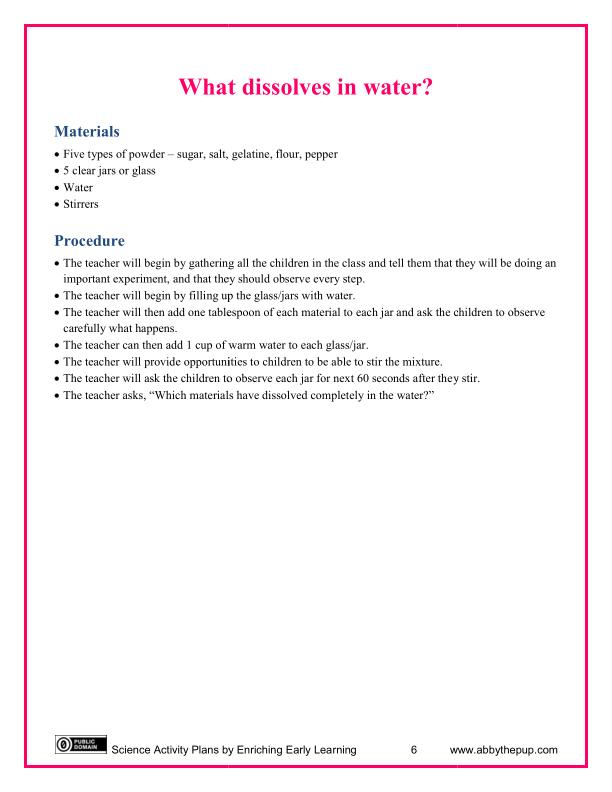 What dissolves in water?
Materials
• Five types of powder – sugar, salt, gelatine, flour, pepper
• 5 clear jars or glass
• Water
• Stirrers
Procedure
• The teacher will begin by gathering all the children in the class and tell them that they will be doing an
important experiment, and that they should observe every step.
• The teacher will begin by filling up the glass/jars with water.
• The teacher will then add one tablespoon of each material to each jar and ask the children to observe
carefully what happens.
• The teacher can then add 1 cup of warm water to each glass/jar.
• The teacher will provide opportunities to children to be able to stir the mixture.
• The teacher will ask the children to observe each jar for next 60 seconds after they stir.
• The teacher asks, “Which materials have dissolved completely in the water?”
PUBLIC
DOMAIN
Science Activity Plans by Enriching Early Learning 6 www.abbythepup.com